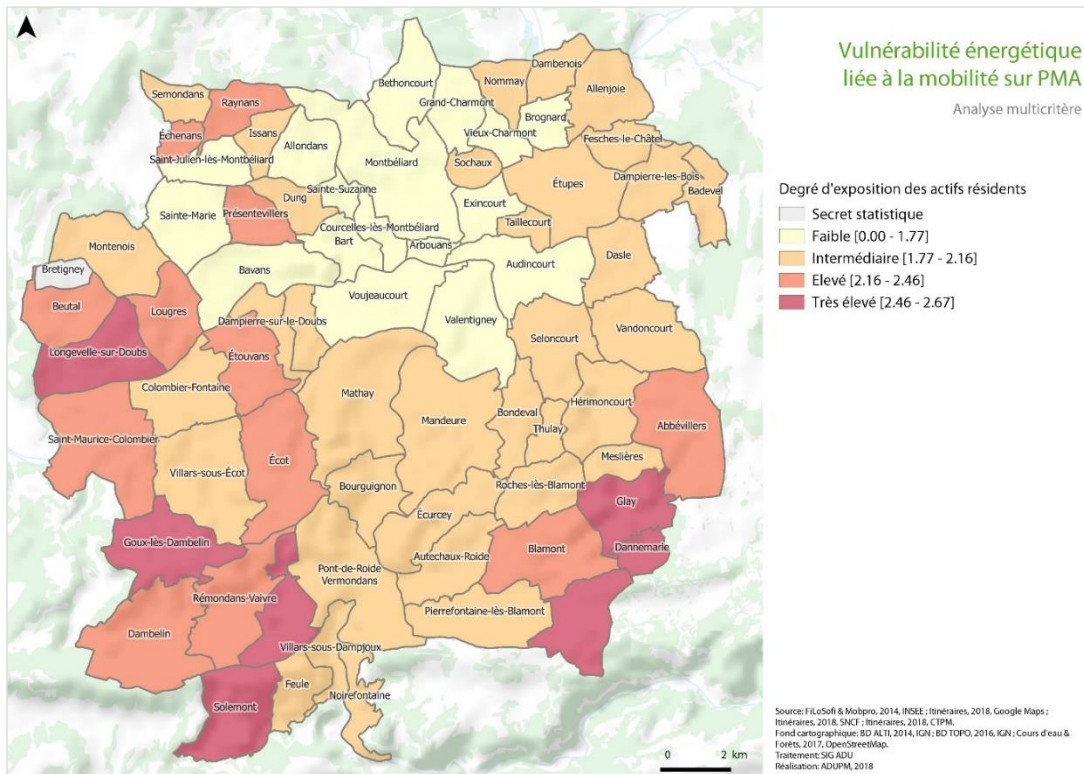 Vulnérabilité énergétique
liée à la mobilité sur PMA
Analyse multicritère
Degré d'exposition des actifs résidents
Secret statistique
Faible [0.00 - 1.77]
Intermédiaire [1.77 - 2.16]
Elevé [2.16 - 2.46]
Très élevé [2.46 - 2.67]
Bethoncourt
Nommay
Dambenois
Allenjoie
Semondans
Raynans
Grand-Charmont
Brognard
Échenans
Issans
Allondans
Vieux-Charmont
Fesches-le-Châtel
Saint-Julien-lès-Montbéliard
Montbéliard
Sochaux
Dung
Sainte-Suzanne
Étupes
Dampierre-les-Bois
Badevel
Sainte-Marie
Présentevillers
Exincourt
Taillecourt
Courcelles-lès-Montbéliard
Bart
Arbouans
Montenois
Bretigney
Bavans
Audincourt
Dasle
Beutal
Lougres
Voujeaucourt
Dampierre-sur-le-Doubs
Valentigney
Vandoncourt
Longevelle-sur-Doubs
Étouvans
Seloncourt
Colombier-Fontaine
Mathay
Mandeure
Bondeval
Hérimoncourt
Thulay
Abbévillers
Saint-Maurice-Colombier
Écot
Villars-sous-Écot
Meslières
Bourguignon
Roches-lès-Blamont
Glay
Écurcey
Goux-lès-Dambelin
Autechaux-Roide
Blamont
Dannemarie
Pont-de-Roide
Vermondans
Rémondans-Vaivre
Pierrefontaine-lès-Blamont
Dambelin
Villars-sous-Dampjoux
Feule
Noirefontaine
Solemont
0 2 km
Source: FiLoSofi & Mobpro, 2014, INSEE ; Itinéraires, 2018, Google Maps ;
Itinéraires, 2018, SNCF ; Itinéraires, 2018, CTPM.
Fond cartographique: BD ALTI, 2014, IGN ; BD TOPO, 2016, IGN ; Cours d'eau &
Forêts, 2017, OpenStreetMap.
Traitement: SIG ADU
Réalisation: ADUPM, 2018